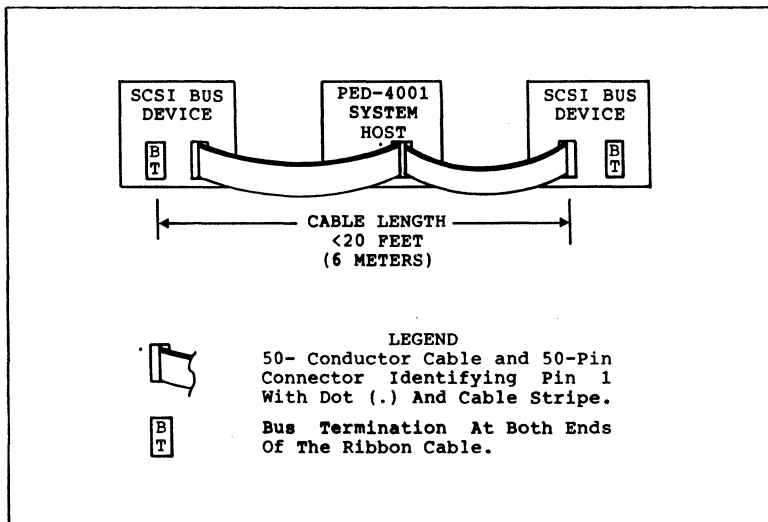 SCSI BUS
DEVICE
B
T
PED-4001
SYSTEM
HOST
SCSI BUS
DEVICE
B
T
CABLE LENGTH
<20 FEET
(6 METERS)
LEGEND
50- Conductor Cable and 50-Pin
Connector Identifying Pin 1
With Dot (.) And Cable Stripe.
B
T
Bus Termination At Both Ends
Of The Ribbon Cable.